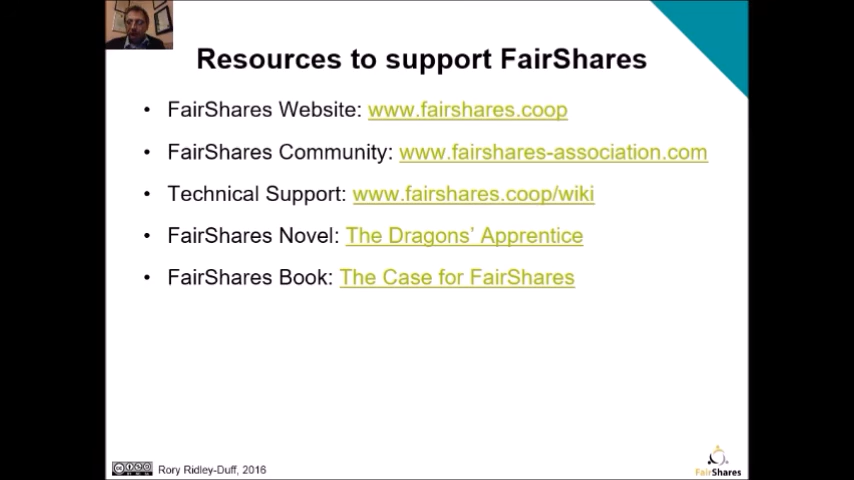 Resources to support FairShares
• FairShares Website: www.fairshares.coop
• FairShares Community: www.fairshares-association.com
• Technical Support: www.fairshares.coop/wiki
• FairShares Novel: The Dragons' Apprentice
• FairShares Book: The Case for FairShares
Rory Ridley-Duff, 2016
FairShares